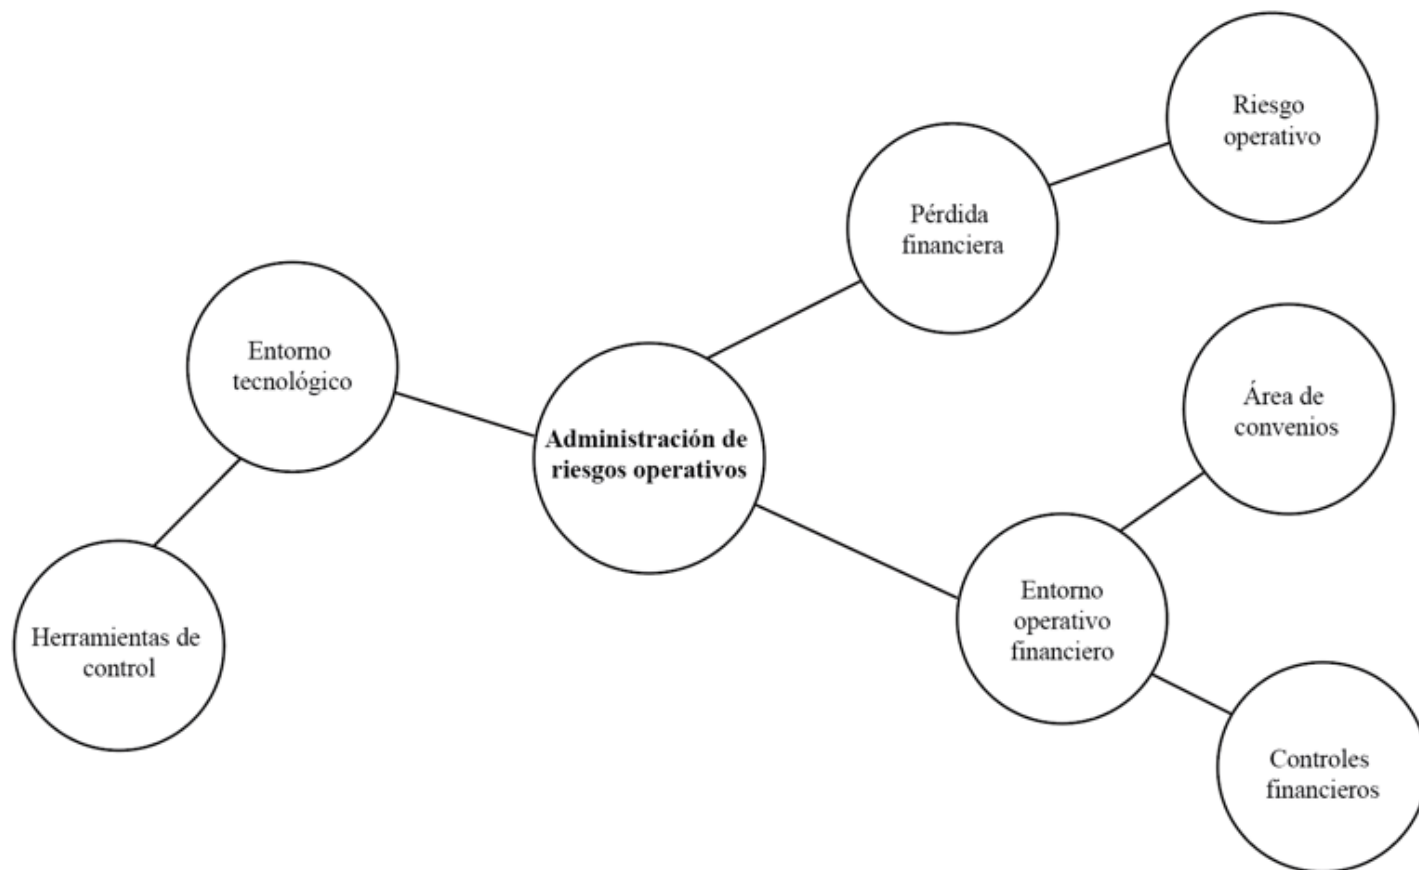 Riesgo
operativo
Pérdida
financiera
Entorno
tecnológico
Área de
convenios
Administración de
riesgos operativos
Entorno
operativo
financiero
Herramientas de
control
Controles
financieros